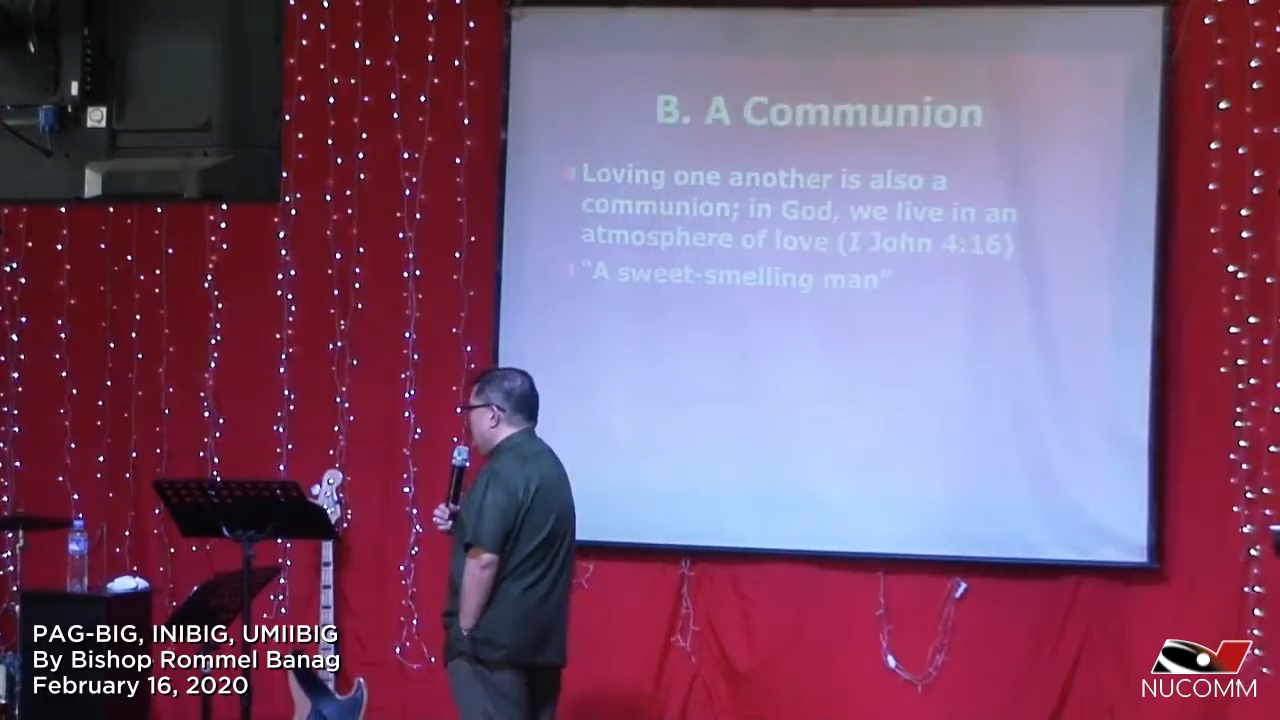 B. A Communion
Loving one another is also a
communion; in God, we live in an
atmosphere of love (I John 4:16)
"A sweet-smelling man"
PAG-BIG, INIBIG, UMIIBIG
By Bishop Rommel Banag
February 16, 2020
NUCOMM